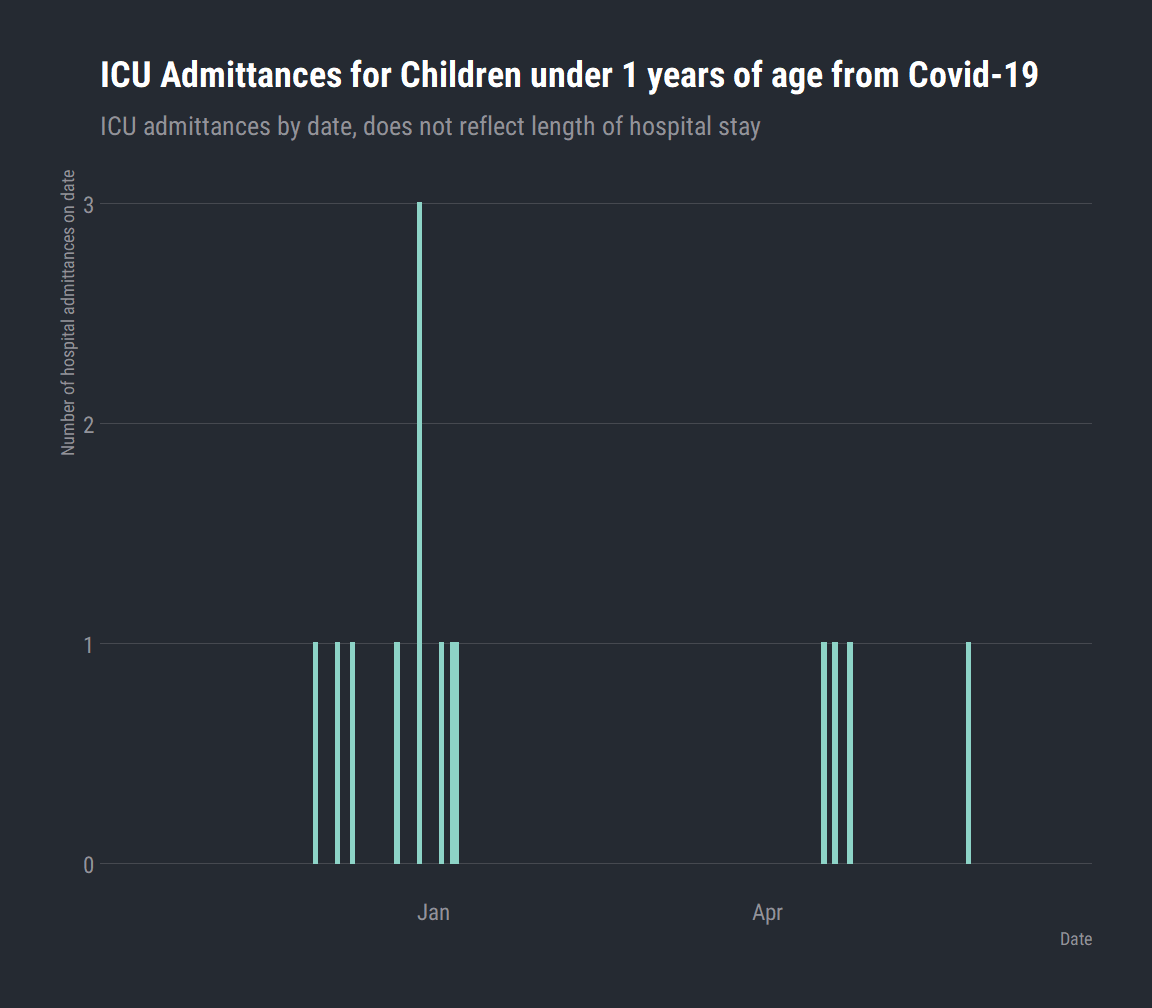 ICU Admittances for Children under 1 years of age from Covid-19
ICU admittances by date, does not reflect length of hospital stay
Number of hospital admittances on date
3
2
1
0
Jan
Apr
Date